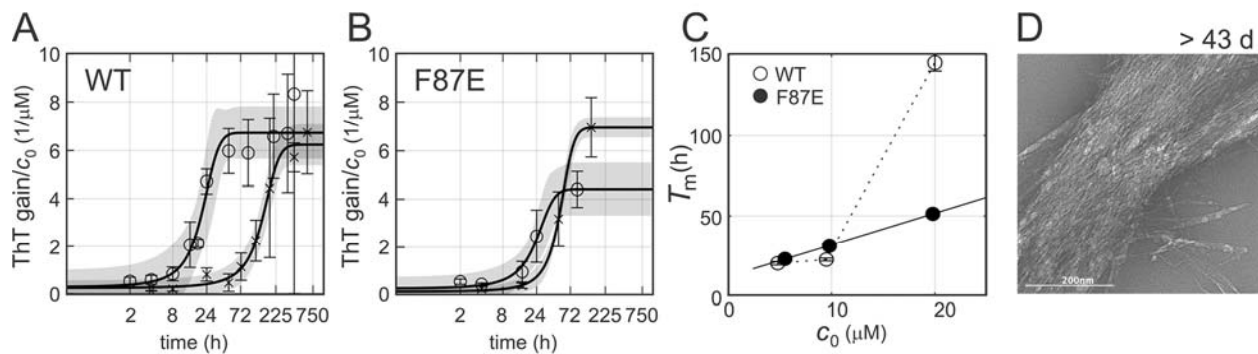 A
WT
ThT gain/c0 (1/μM)
10
8
6
4
2
0
2 8 24 72 225 750
time (h)
B
F87E
ThT gain/c0 (1/μM)
10
8
6
4
2
0
2 8 24 72 225 750
time (h)
C
WT
F87E
Tm(h)
150
100
50
0
0 10 20
c0 (μM)
D
> 43 d
200nm